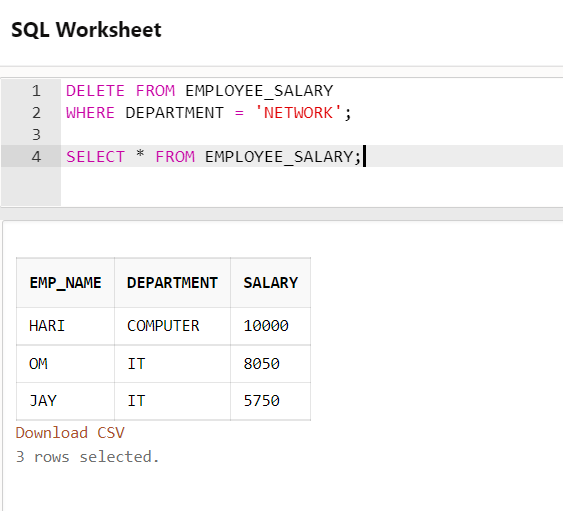 SQL Worksheet
1 DELETE FROM EMPLOYEE_SALARY
2 WHERE DEPARTMENT = 'NETWORK';
3
4 SELECT * FROM EMPLOYEE_SALARY;
EMP_NAME DEPARTMENT SALARY
HARI COMPUTER 10000
OM IT 8050
JAY IT 5750
Download CSV
3 rows selected.